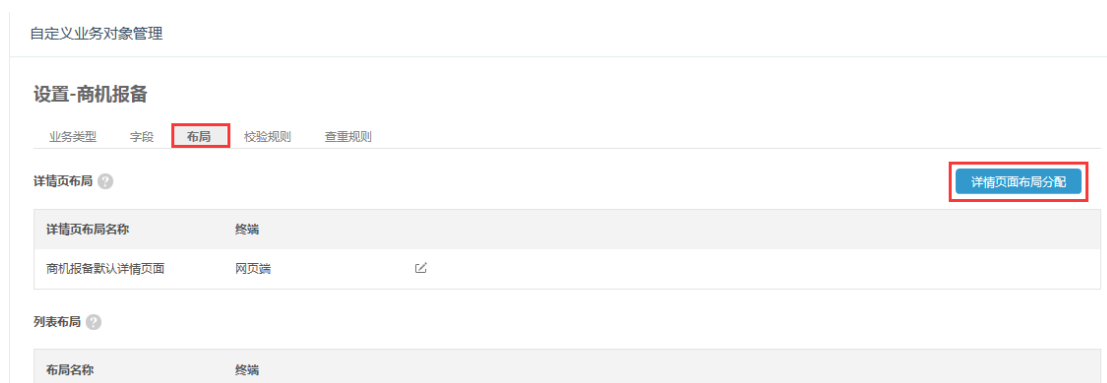 自定义业务对象管理
设置-商机报备
业务类型 字段 布局 校验规则 查重规则
详情页布局 ?
详情页面布局分配
详情页布局名称 终端
商机报备默认详情页面 网页端
列表布局 ?
布局名称 终端